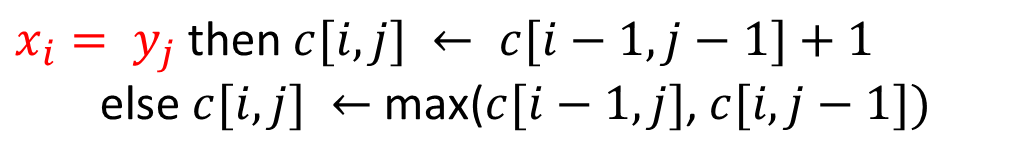 xᵢ = yⱼ then c[i, j] ← c[i − 1, j − 1] + 1
else c[i, j] ← max(c[i − 1, j], c[i, j − 1])